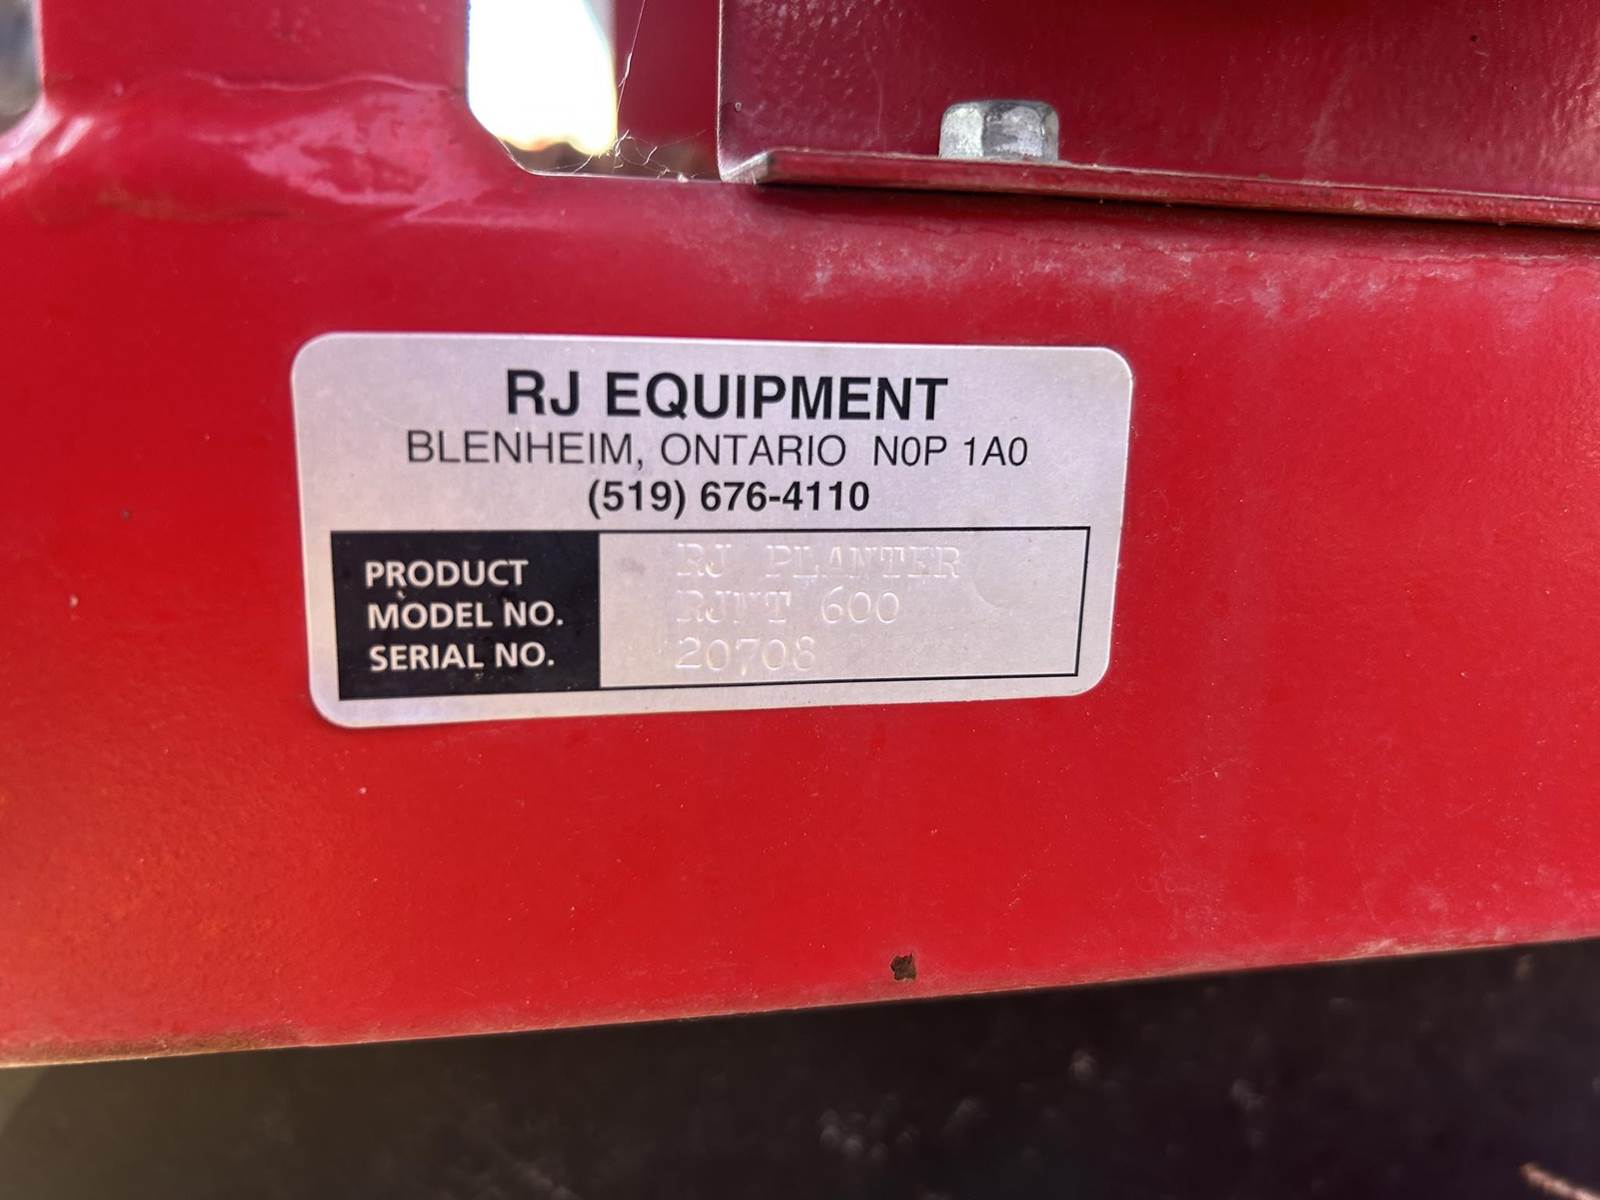 RJ EQUIPMENT
BLENHEIM, ONTARIO N0P 1A0
(519) 676-4110
PRODUCT RJ PLANTER
MODEL NO. 600
SERIAL NO. 20708